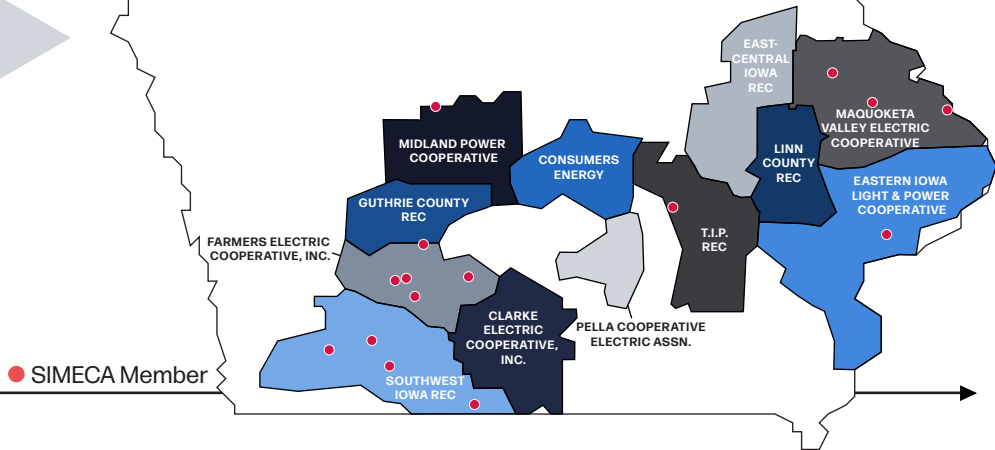 EAST-
CENTRAL
IOWA
REC
MAQUOKETA
VALLEY ELECTRIC
COOPERATIVE
MIDLAND POWER
COOPERATIVE
CONSUMERS
ENERGY
LINN
COUNTY
REC
EASTERN IOWA
LIGHT & POWER
COOPERATIVE
GUTHRIE COUNTY
REC
T.I.P.
REC
FARMERS ELECTRIC
COOPERATIVE, INC.
CLARKE
ELECTRIC
COOPERATIVE,
INC.
PELLA COOPERATIVE
ELECTRIC ASSN.
SIMECA Member
SOUTHWEST
IOWA REC